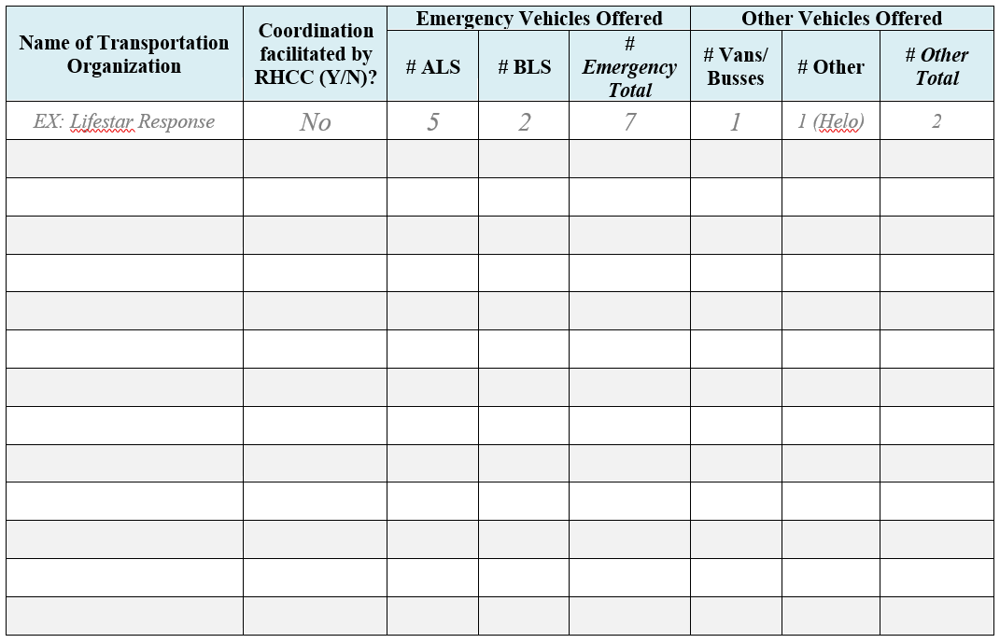 Name of Transportation
Organization
Coordination
facilitated by
RHCC (Y/N)?
Emergency Vehicles Offered
Other Vehicles Offered
# ALS
# BLS
#
Emergency
Total
# Vans/
Busses
# Other
# Other
Total
EX: Lifestar Response
No
5
2
7
1
1 (Helo)
2